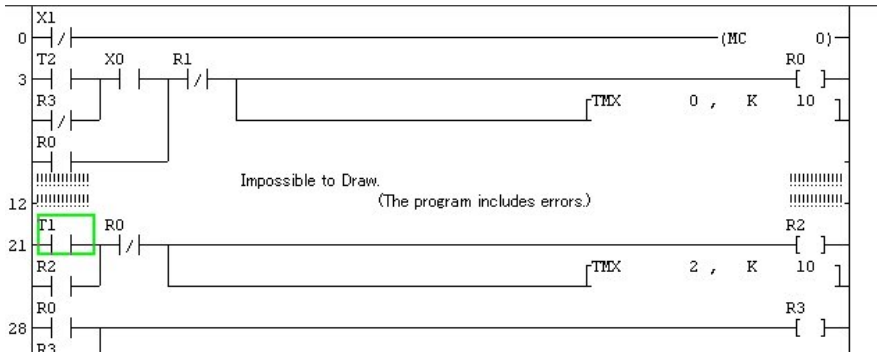 X1
0 (MC 0)
T2 X0 R1 R0
3
R3 TMX 0 , K 10
R0
Impossible to Draw.
12 (The program includes errors.)
T1 R0 R2
21
R2 TMX 2 , K 10
R0 R3
28
R3